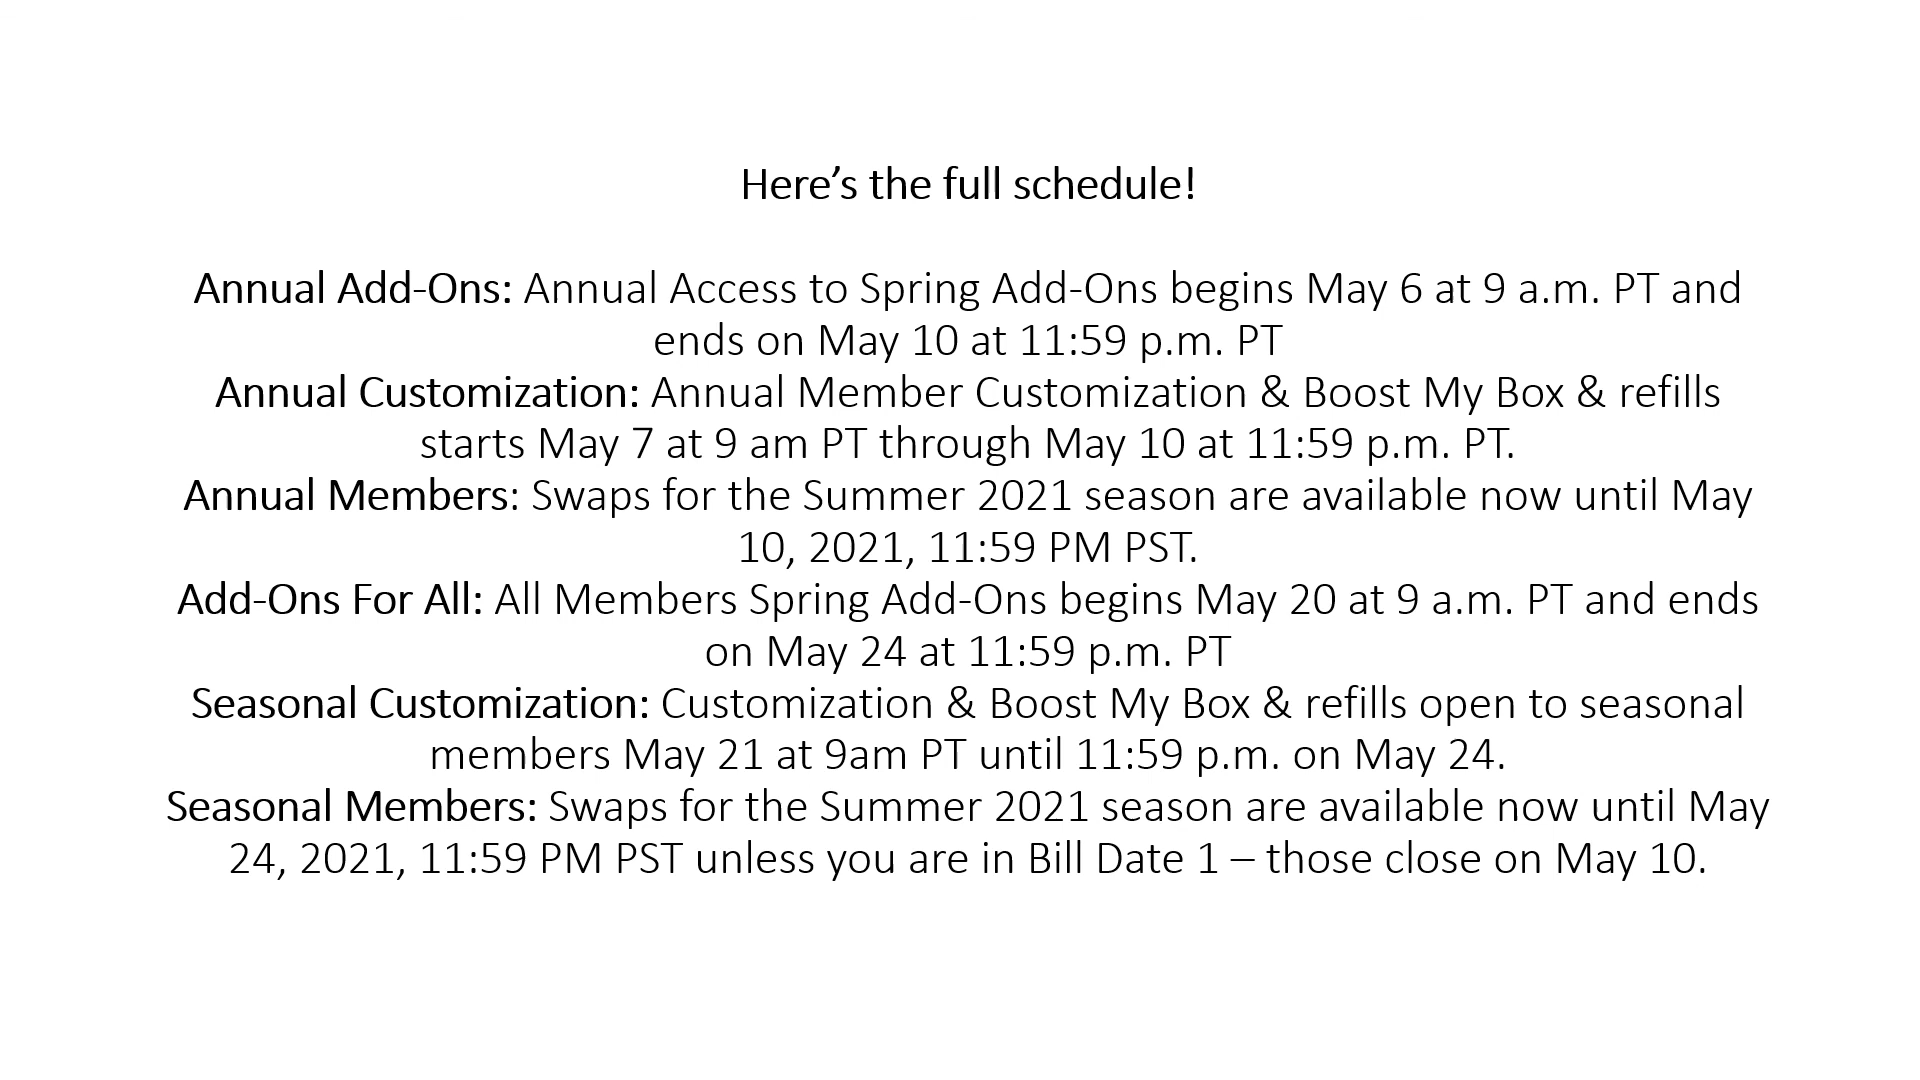 Here’s the full schedule!
Annual Add-Ons: Annual Access to Spring Add-Ons begins May 6 at 9 a.m. PT and
ends on May 10 at 11:59 p.m. PT
Annual Customization: Annual Member Customization & Boost My Box & refills
starts May 7 at 9 am PT through May 10 at 11:59 p.m. PT.
Annual Members: Swaps for the Summer 2021 season are available now until May
10, 2021, 11:59 PM PST.
Add-Ons For All: All Members Spring Add-Ons begins May 20 at 9 a.m. PT and ends
on May 24 at 11:59 p.m. PT
Seasonal Customization: Customization & Boost My Box & refills open to seasonal
members May 21 at 9am PT until 11:59 p.m. on May 24.
Seasonal Members: Swaps for the Summer 2021 season are available now until May
24, 2021, 11:59 PM PST unless you are in Bill Date 1 – those close on May 10.